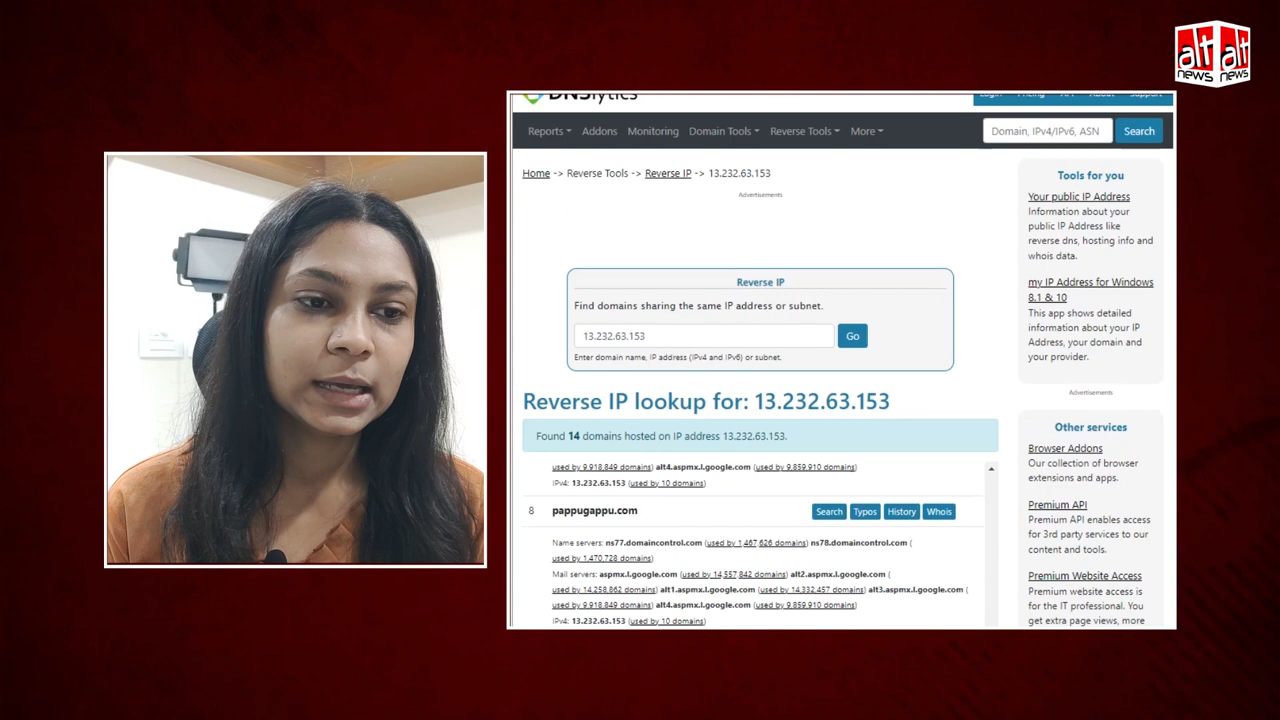 alt alt
news news
DNSlytics
Login Pricing API About Support
Reports Addons Monitoring Domain Tools Reverse Tools More
Domain, IPv4/IPv6, ASN Search
Home -> Reverse Tools -> Reverse IP -> 13.232.63.153
Advertisements
Reverse IP
Find domains sharing the same IP address or subnet.
13.232.63.153 Go
Enter domain name, IP address (IPv4 and IPv6) or subnet.
Reverse IP lookup for: 13.232.63.153
Found 14 domains hosted on IP address 13.232.63.153.
used by 9,918,849 domains) alt4.aspmx.l.google.com (used by 9,859,910 domains)
IPv4: 13.232.63.153 (used by 10 domains)
8 pappugappu.com Search Typos History Whois
Name servers: ns77.domaincontrol.com (used by 1,467,626 domains) ns78.domaincontrol.com (
used by 1,470,728 domains)
Mail servers: aspmx.l.google.com (used by 14,557,842 domains) alt2.aspmx.l.google.com (
used by 14,258,862 domains) alt1.aspmx.l.google.com (used by 14,332,457 domains) alt3.aspmx.l.google.com (
used by 9,918,849 domains) alt4.aspmx.l.google.com (used by 9,859,910 domains)
IPv4: 13.232.63.153 (used by 10 domains)
Tools for you
Your public IP Address
Information about your
public IP Address like
reverse dns, hosting info and
whois data.
my IP Address for Windows
8.1 & 10
This app shows detailed
information about your IP
Address, your domain and
your provider.
Advertisements
Other services
Browser Addons
Our collection of browser
extensions and apps.
Premium API
Premium API enables access
for 3rd party services to our
content and tools.
Premium Website Access
Premium website access is
for the IT professional. You
get extra page views, more